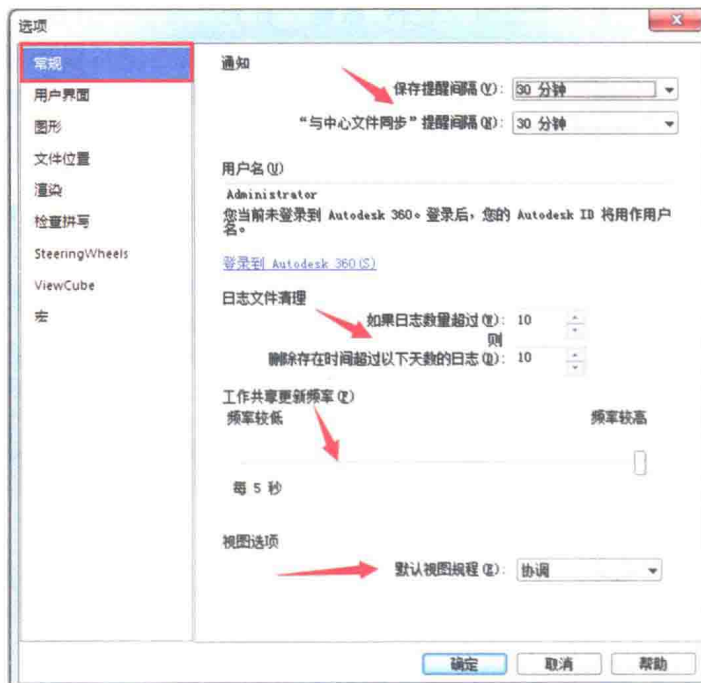 选项
常规
用户界面
图形
文件位置
渲染
检查拼写
SteeringWheels
ViewCube
宏
通知
保存提醒间隔(V): 30 分钟
“与中心文件同步”提醒间隔(N): 30 分钟
用户名(U)
Administrator
您当前未登录到 Autodesk 360。登录后，您的 Autodesk ID 将用作用户
名。
登录到 Autodesk 360(S)
日志文件清理
如果日志数量超过(W): 10
则
删除存在时间超过以下天数的日志(D): 10
工作共享更新频率(F)
频率较低 频率较高
每 5 秒
视图选项
默认视图规程(E): 协调
确定 取消 帮助